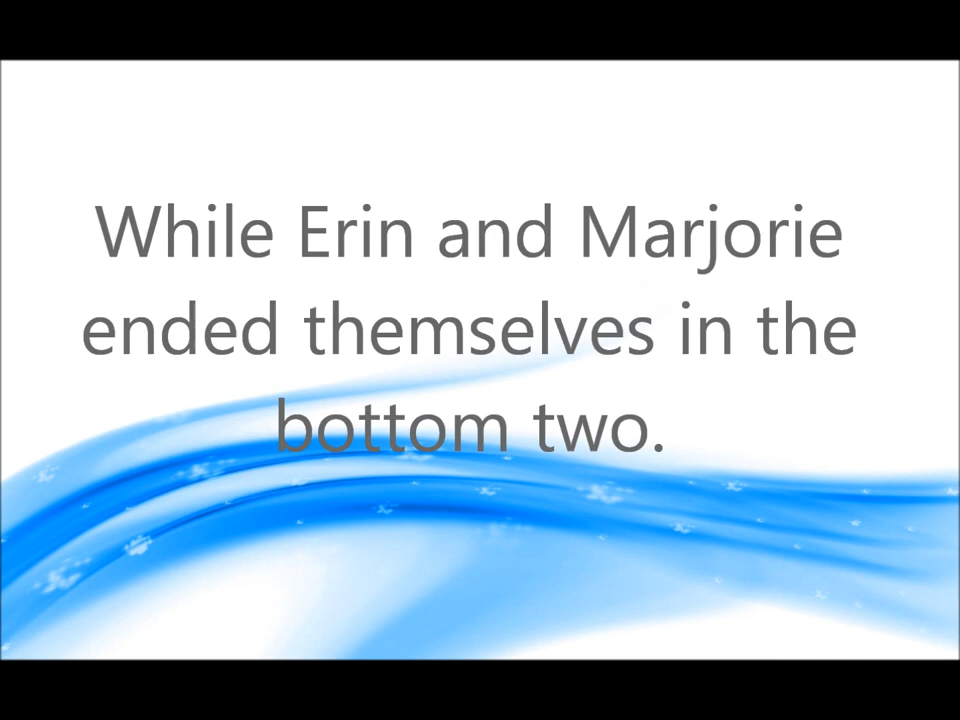 While Erin and Marjorie
ended themselves in the
bottom two.